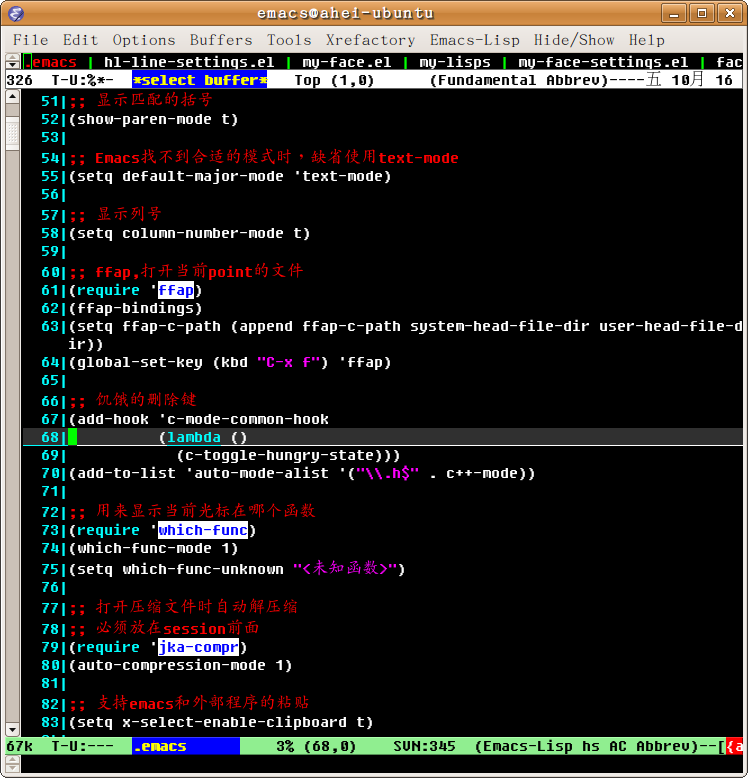 emacs@ahei-ubuntu
File Edit Options Buffers Tools Xrefactory Emacs-Lisp Hide/Show Help
.emacs | hl-line-settings.el | my-face.el | my-lisps | my-face-settings.el | fac
326 T-U:%*- *select buffer* Top (1,0) (Fundamental Abbrev)----五 10月 16
51|;; 显示匹配的括号
52|(show-paren-mode t)
53|
54|;; Emacs找不到合适的模式时，缺省使用text-mode
55|(setq default-major-mode 'text-mode)
56|
57|;; 显示列号
58|(setq column-number-mode t)
59|
60|;; ffap,打开当前point的文件
61|(require 'ffap)
62|(ffap-bindings)
63|(setq ffap-c-path (append ffap-c-path system-head-file-dir user-head-file-d
ir))
64|(global-set-key (kbd "C-x f") 'ffap)
65|
66|;; 饥饿的删除键
67|(add-hook 'c-mode-common-hook
68| (lambda ()
69| (c-toggle-hungry-state)))
70|(add-to-list 'auto-mode-alist '("\\.h$" . c++-mode))
71|
72|;; 用来显示当前光标在哪个函数
73|(require 'which-func)
74|(which-func-mode 1)
75|(setq which-func-unknown "<未知函数>")
76|
77|;; 打开压缩文件时自动解压缩
78|;; 必须放在session前面
79|(require 'jka-compr)
80|(auto-compression-mode 1)
81|
82|;; 支持emacs和外部程序的粘贴
83|(setq x-select-enable-clipboard t)
67k T-U:--- .emacs 3% (68,0) SVN:345 (Emacs-Lisp hs AC Abbrev)--[{a